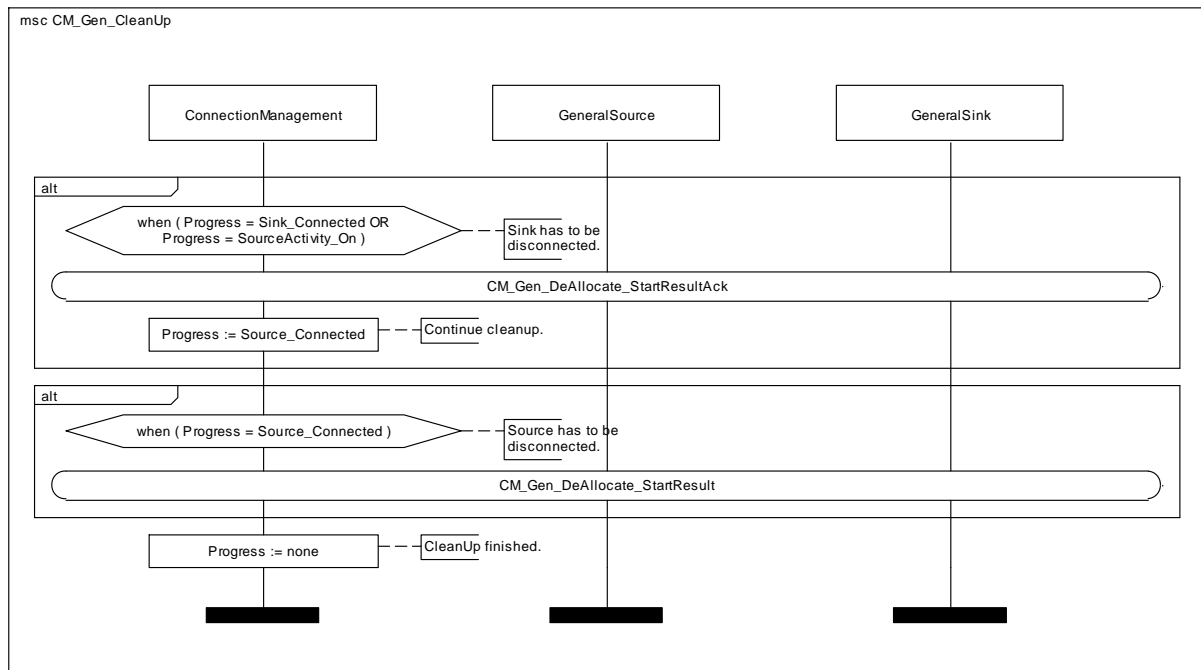 msc CM_Gen_CleanUp
ConnectionManagement
GeneralSource
GeneralSink
alt
when ( Progress = Sink_Connected OR
Progress = SourceActivity_On )
Sink has to be
disconnected.
CM_Gen_DeAllocate_StartResultAck
Progress := Source_Connected
Continue cleanup.
alt
when ( Progress = Source_Connected )
Source has to be
disconnected.
CM_Gen_DeAllocate_StartResult
Progress := none
CleanUp finished.